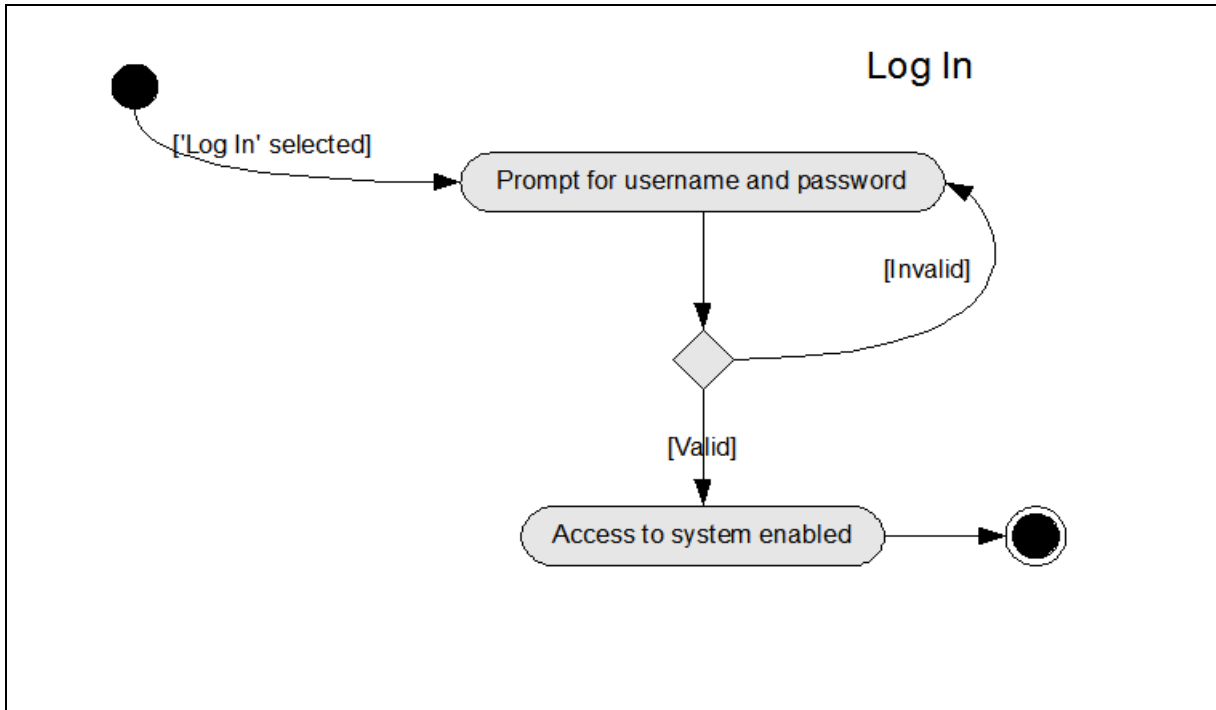 Log In
['Log In' selected]
Prompt for username and password
[Invalid]
[Valid]
Access to system enabled